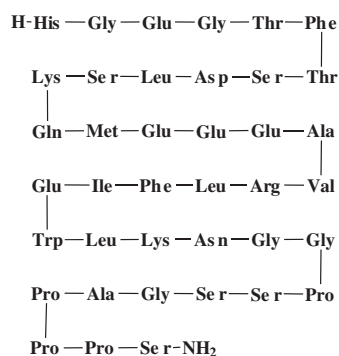 H-His—Gly—Glu—Gly—Thr—Phe
Lys—Ser—Leu—Asp—Ser—Thr
Gln—Met—Glu—Glu—Glu—Ala
Glu—Ile—Phe—Leu—Arg—Val
Trp—Leu—Lys—Asn—Gly—Gly
Pro—Ala—Gly—Ser—Ser—Pro
Pro—Pro—Ser-NH2